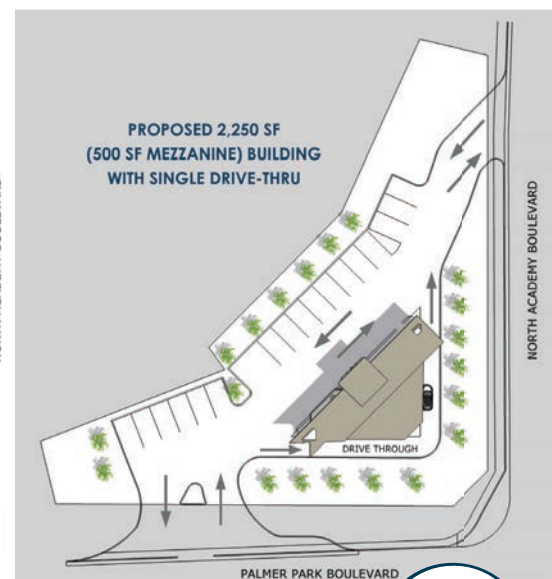 PROPOSED 2,250 SF
(500 SF MEZZANINE) BUILDING
WITH SINGLE DRIVE-THRU
NORTH ACADEMY BOULEVARD
DRIVE THROUGH
PALMER PARK BOULEVARD